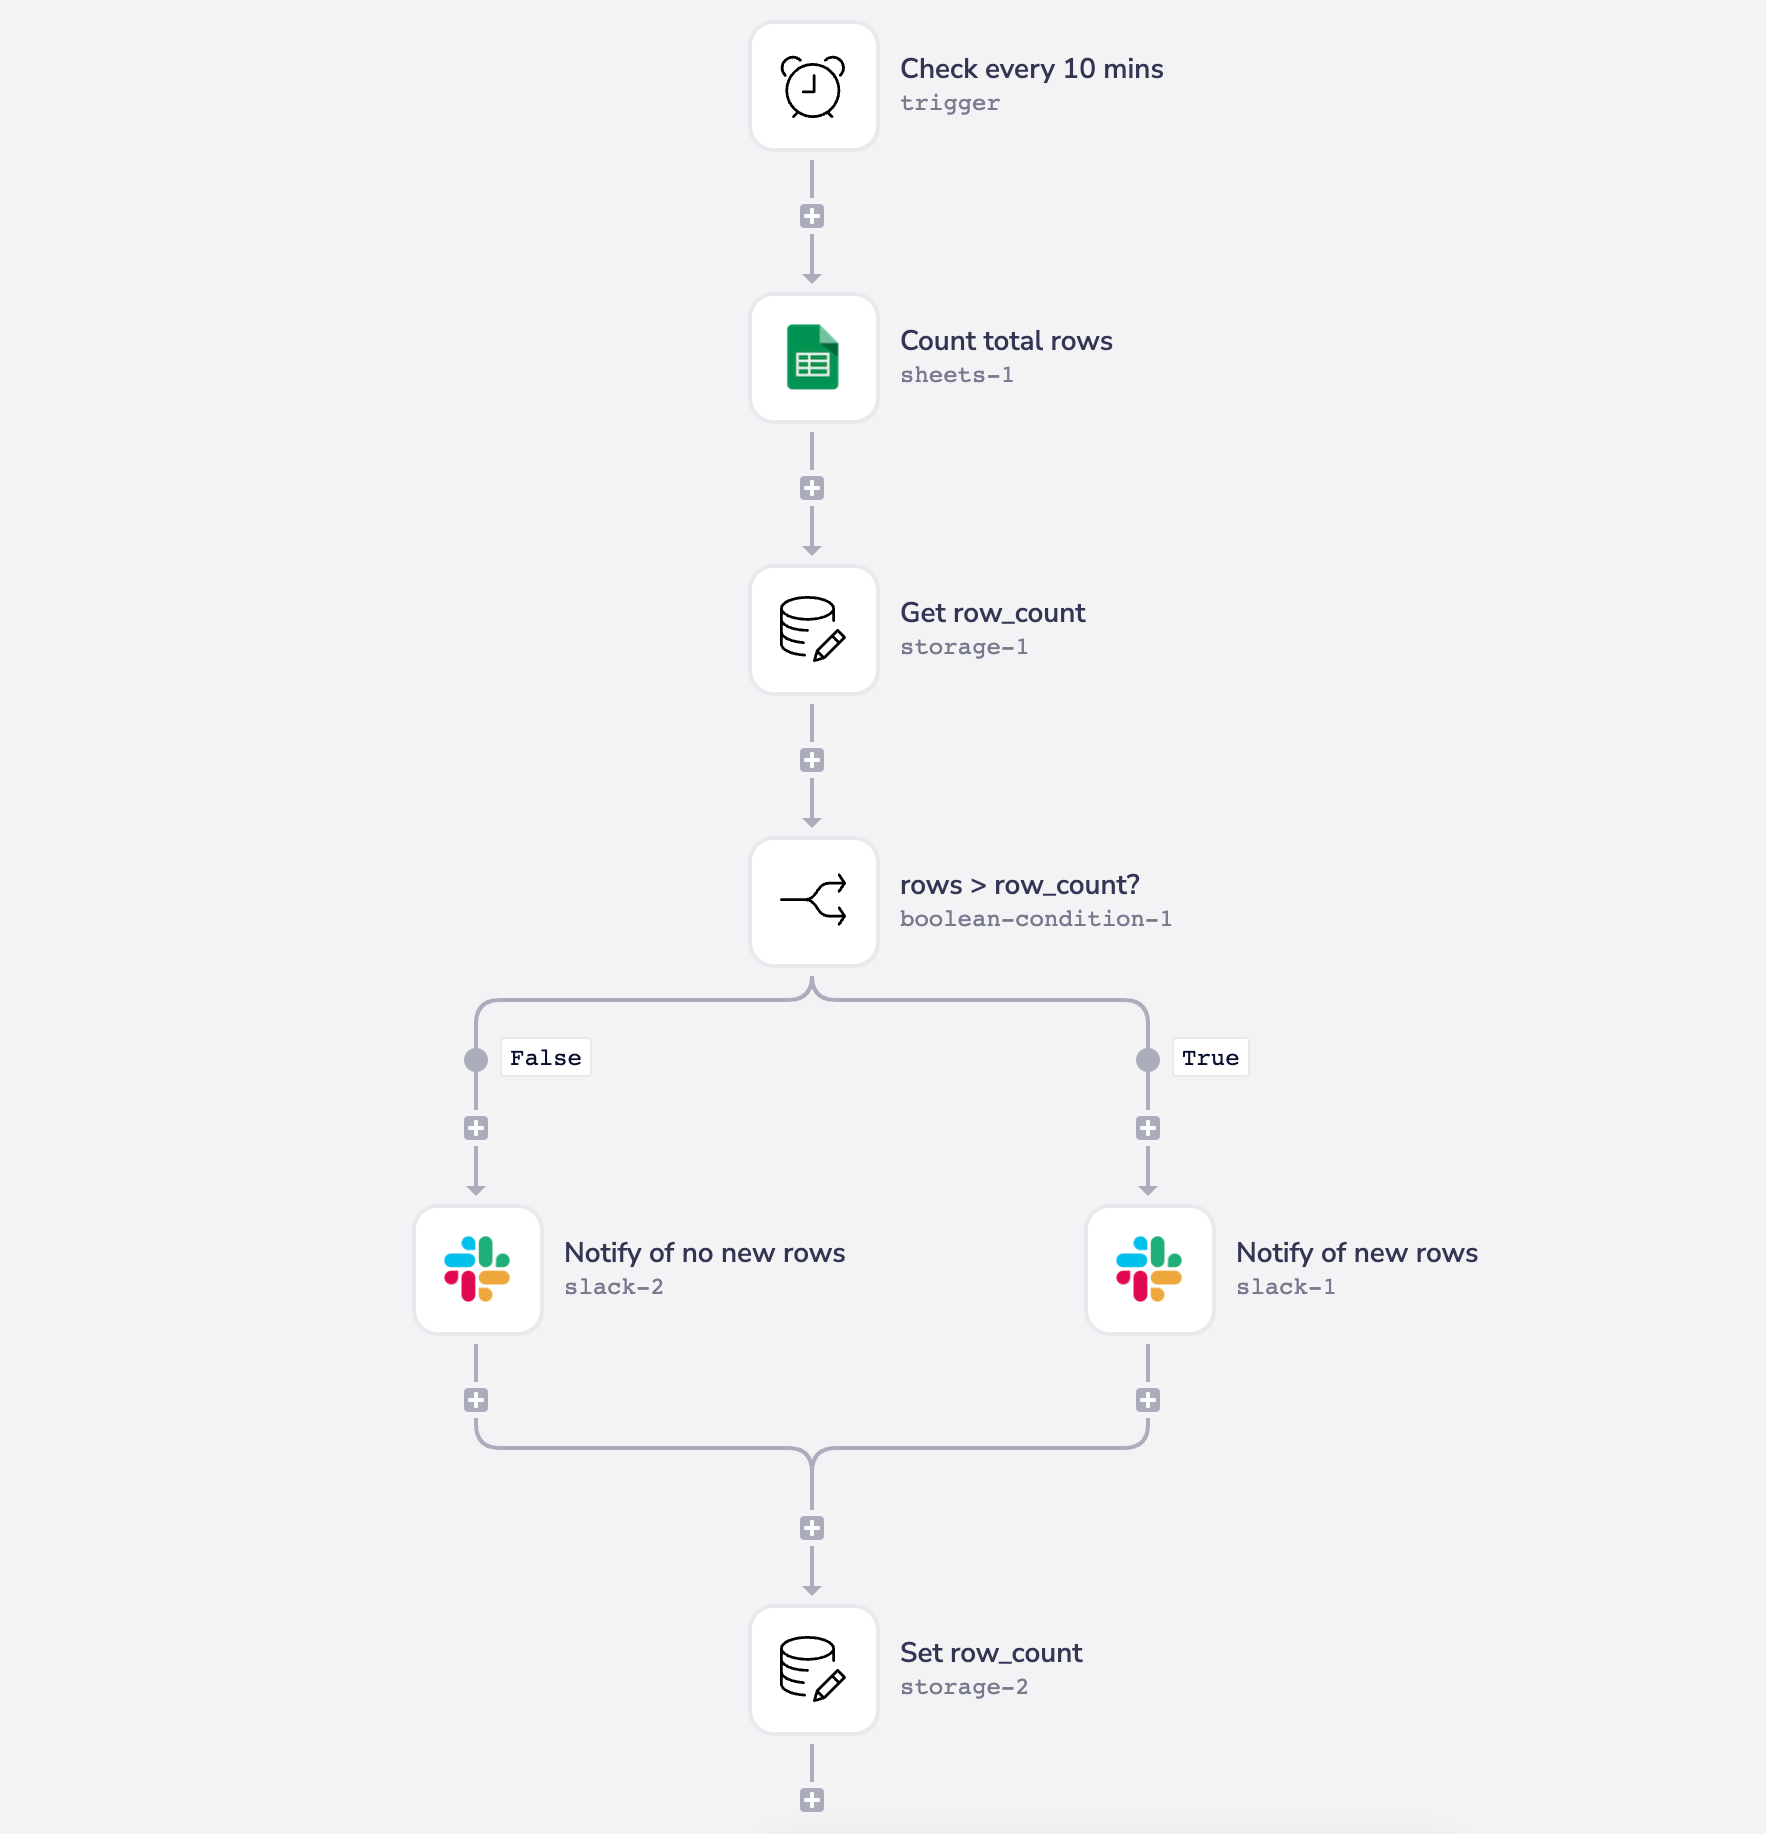 Check every 10 mins
trigger
Count total rows
sheets-1
Get row_count
storage-1
rows > row_count?
boolean-condition-1
False
True
Notify of no new rows
slack-2
Notify of new rows
slack-1
Set row_count
storage-2